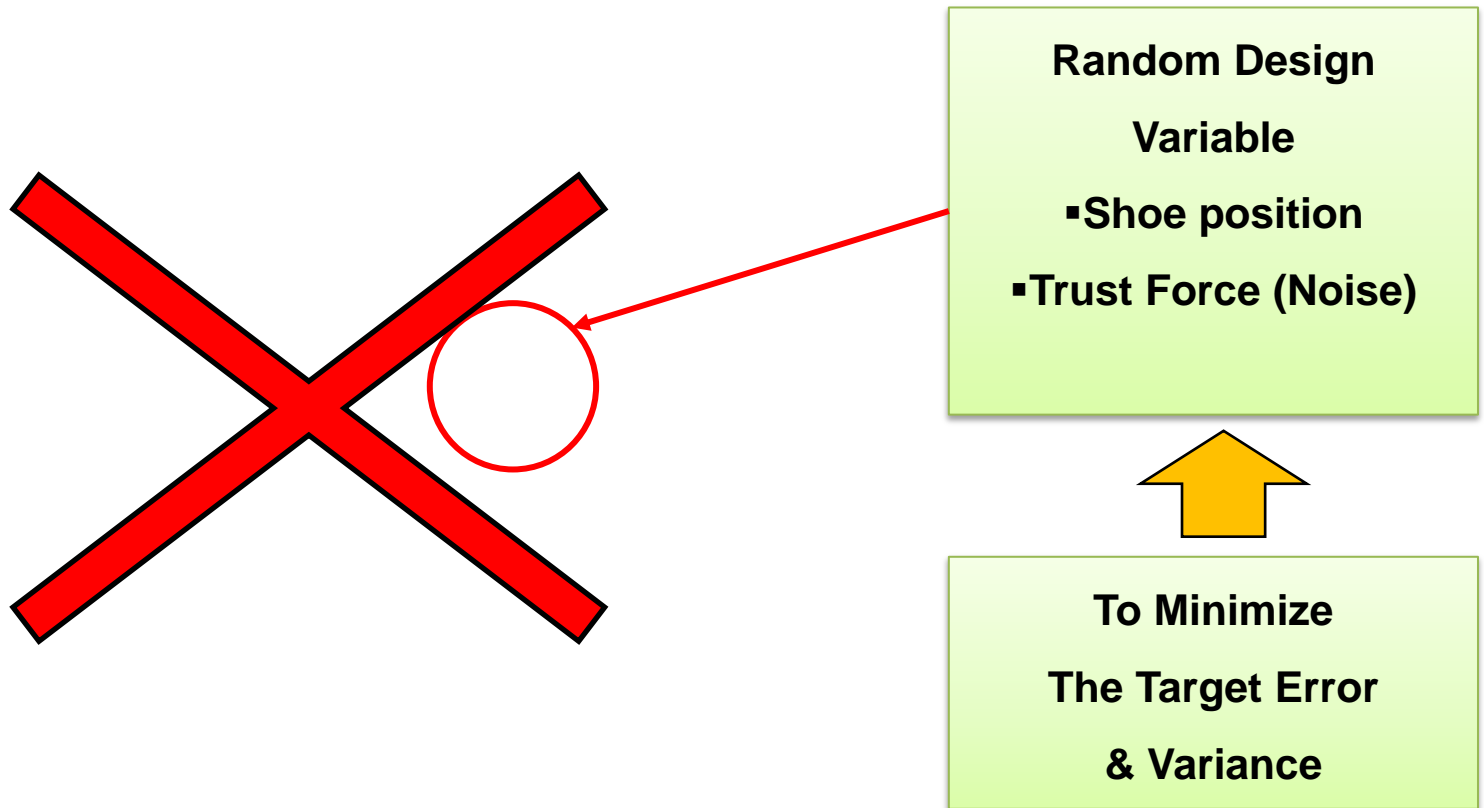 Random Design
Variable
▪Shoe position
▪Trust Force (Noise)
To Minimize
The Target Error
& Variance